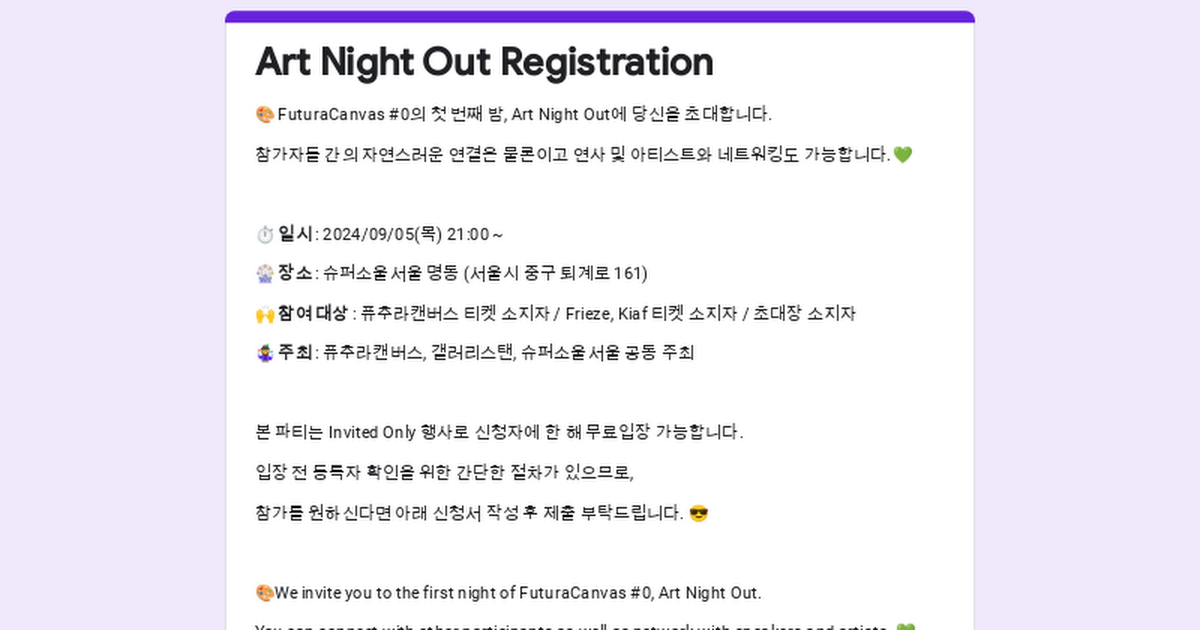 Art Night Out Registration
🎨 FuturaCanvas #0의 첫 번째 밤, Art Night Out에 당신을 초대합니다.
참가자들 간의 자연스러운 연결은 물론이고 연사 및 아티스트와 네트워킹도 가능합니다.💚
⏱️ 일시: 2024/09/05(목) 21:00 ~
🎡 장소: 슈퍼소울서울 명동 (서울시 중구 퇴계로 161)
🙌 참여 대상 : 퓨추라캔버스 티켓 소지자 / Frieze, Kiaf 티켓 소지자 / 초대장 소지자
🧙 주최: 퓨추라캔버스, 갤러리스탠, 슈퍼소울서울 공동 주최
본 파티는 Invited Only 행사로 신청자에 한 해 무료입장 가능합니다.
입장 전 등록자 확인을 위한 간단한 절차가 있으므로,
참가를 원하신다면 아래 신청서 작성 후 제출 부탁드립니다. 😎
🎨We invite you to the first night of FuturaCanvas #0, Art Night Out.
You can connect with other participants as well as network with speakers and artists. 💚